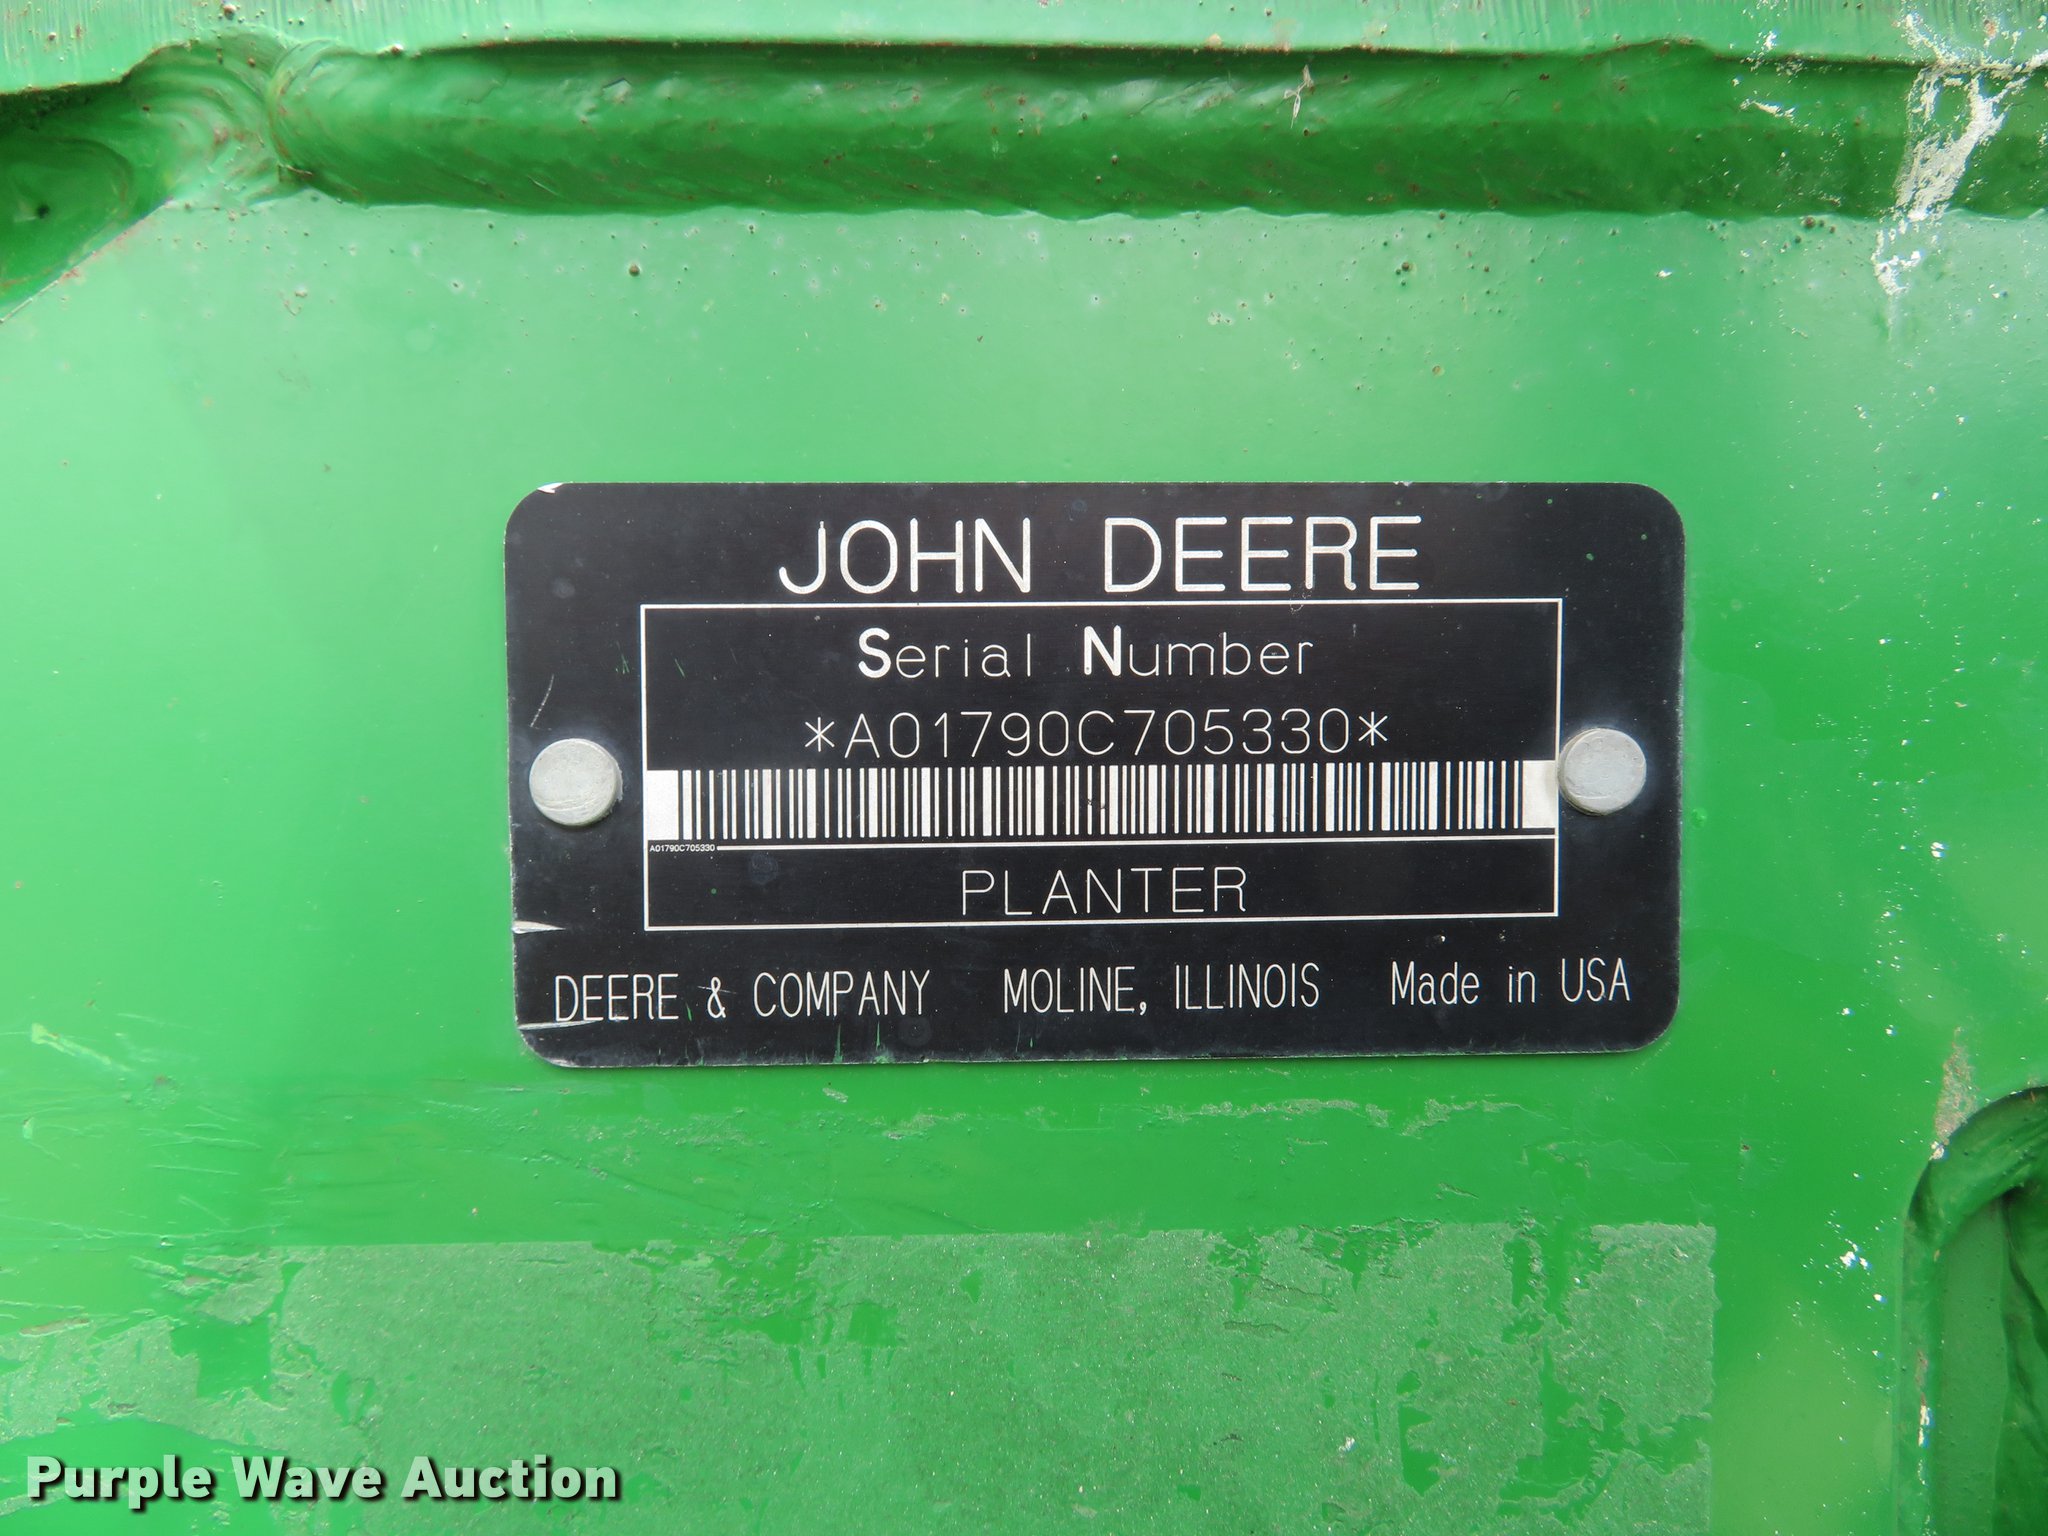 JOHN DEERE
Serial Number
*A01790C705330*
A01790C705330
PLANTER
DEERE & COMPANY MOLINE, ILLINOIS Made in USA
Purple Wave Auction